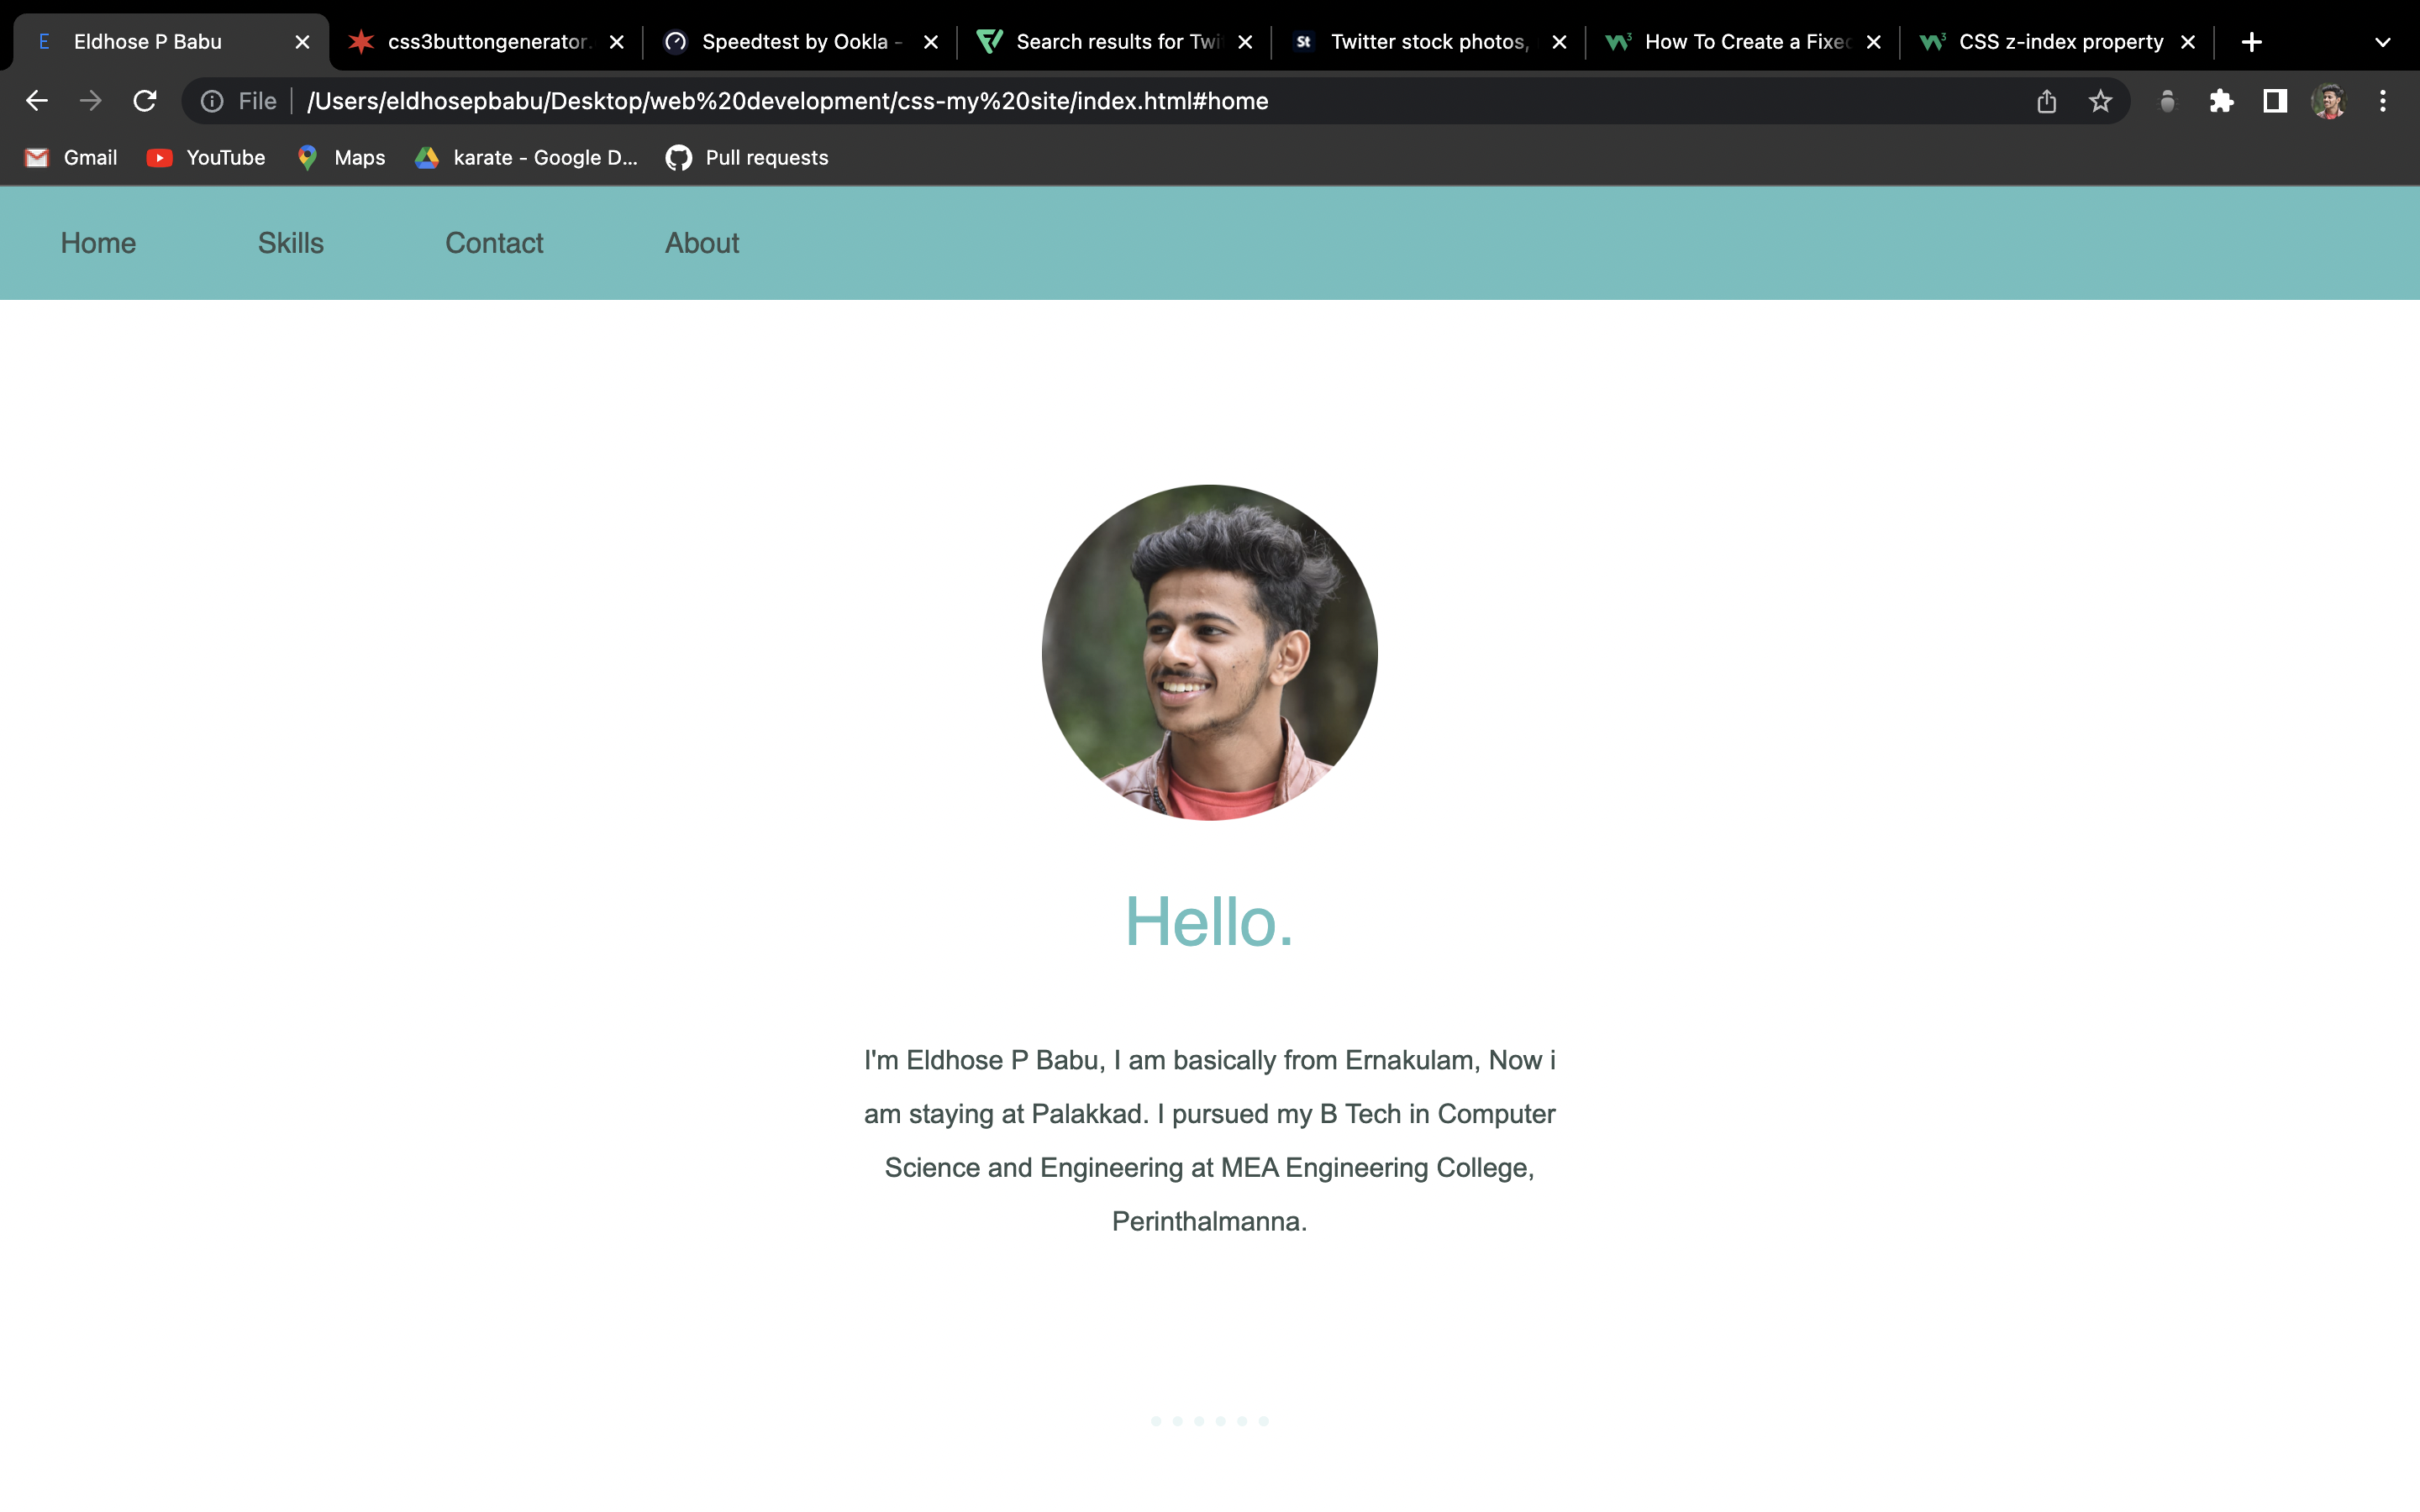 E Eldhose P Babu
css3buttongenerator.
Speedtest by Ookla -
Search results for Twi
St Twitter stock photos,
How To Create a Fixed
CSS z-index property
File /Users/eldhosepbabu/Desktop/web%20development/css-my%20site/index.html#home
Gmail
YouTube
Maps
karate - Google D...
Pull requests
Home
Skills
Contact
About
Hello.
I'm Eldhose P Babu, I am basically from Ernakulam, Now i
am staying at Palakkad. I pursued my B Tech in Computer
Science and Engineering at MEA Engineering College,
Perinthalmanna.